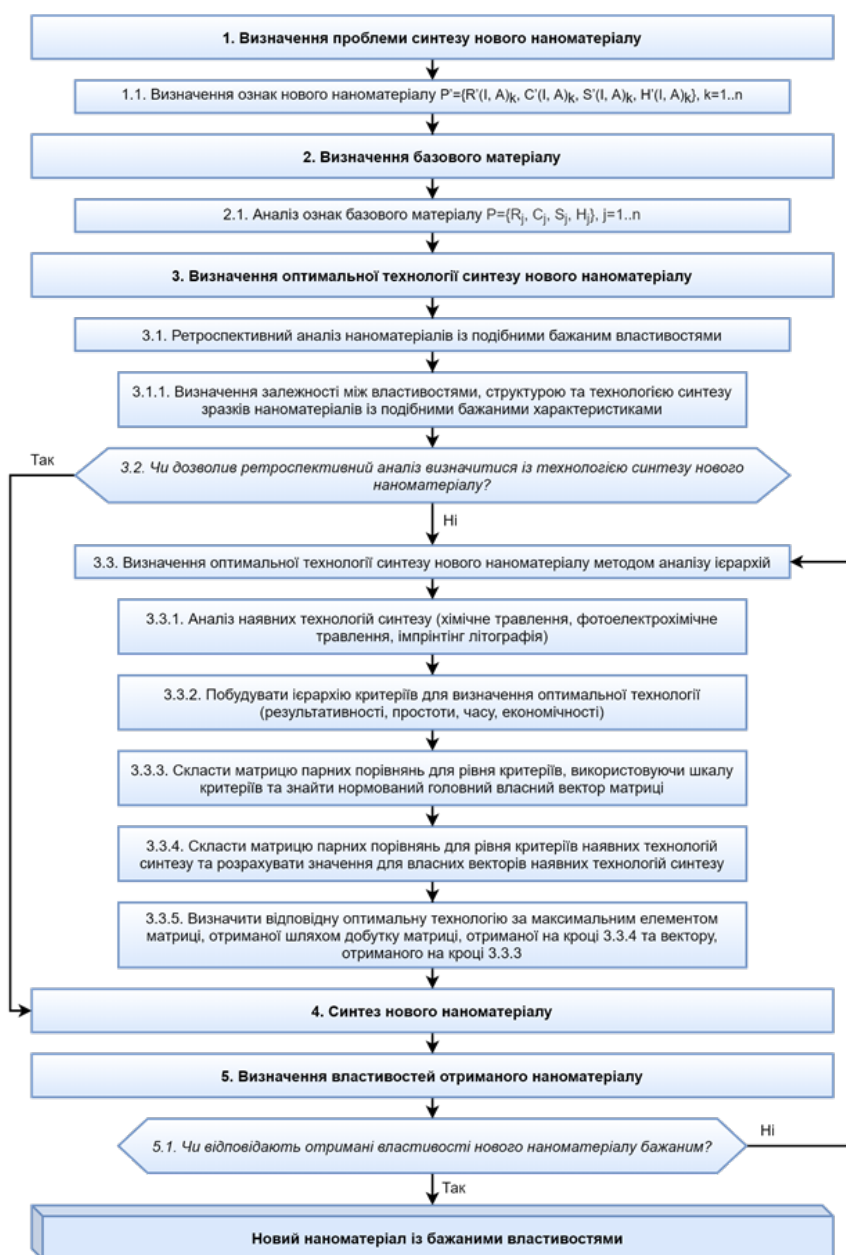 1. Визначення проблеми синтезу нового наноматеріалу
1.1. Визначення ознак нового наноматеріалу P'={R'(I, A)k, C'(I, A)k, S'(I, A)k, H'(I, A)k}, k=1..n
2. Визначення базового матеріалу
2.1. Аналіз ознак базового матеріалу P={Rj, Cj, Sj, Hj}, j=1..n
3. Визначення оптимальної технології синтезу нового наноматеріалу
3.1. Ретроспективний аналіз наноматеріалів із подібними бажаним властивостями
3.1.1. Визначення залежності між властивостями, структурою та технологією синтезу
зразків наноматеріалів із подібними бажаними характеристиками
Так
3.2. Чи дозволив ретроспективний аналіз визначитися із технологією синтезу нового
наноматеріалу?
Ні
3.3. Визначення оптимальної технології синтезу нового наноматеріалу методом аналізу ієрархій
3.3.1. Аналіз наявних технологій синтезу (хімічне травлення, фотоелектрохімічне
травлення, імпрінтінг літографія)
3.3.2. Побудувати ієрархію критеріїв для визначення оптимальної технології
(результативності, простоти, часу, економічності)
3.3.3. Скласти матрицю парних порівнянь для рівня критеріїв, використовуючи шкалу
критеріїв та знайти нормований головний власний вектор матриці
3.3.4. Скласти матрицю парних порівнянь для рівня критеріїв наявних технологій
синтезу та розрахувати значення для власних векторів наявних технологій синтезу
3.3.5. Визначити відповідну оптимальну технологію за максимальним елементом
матриці, отриманої шляхом добутку матриці, отриманої на кроці 3.3.4 та вектору,
отриманого на кроці 3.3.3
4. Синтез нового наноматеріалу
5. Визначення властивостей отриманого наноматеріалу
5.1. Чи відповідають отримані властивості нового наноматеріалу бажаним?
Ні
Так
Новий наноматеріал із бажаними властивостями